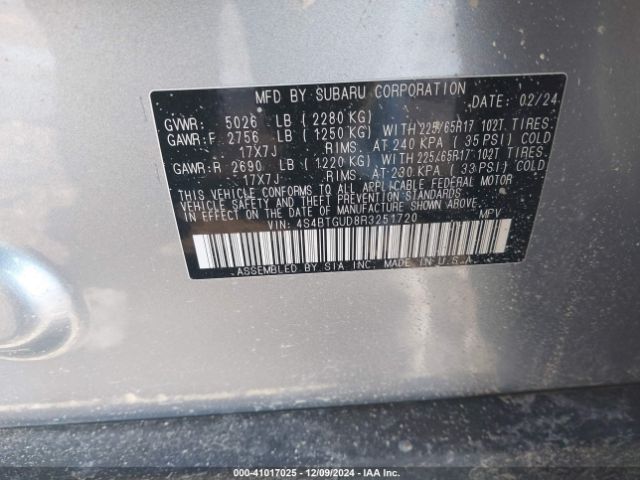 MFD BY SUBARU CORPORATION
DATE: 02/24
GVWR: 5026 LB (2280 KG)
GAWR:F 2756 LB (1250 KG) WITH 225/65R17 102T TIRES
17X7J RIMS. AT 240 KPA (35 PSI) COLD
GAWR:R 2690 LB (1220 KG) WITH 225/65R17 102T TIRES
17X7J RIMS. AT 230 KPA (33 PSI) COLD
THIS VEHICLE CONFORMS TO ALL APPLICABLE FEDERAL MOTOR
VEHICLE SAFETY AND THEFT PREVENTION STANDARDS
IN EFFECT ON THE DATE OF MANUFACTURE SHOWN ABOVE.
VIN: 4S4BTGUD8R3251720 MPV
ASSEMBLED BY SIA INC. MADE IN U.S.A.
000-41017025 - 12/09/2024 - IAA Inc.